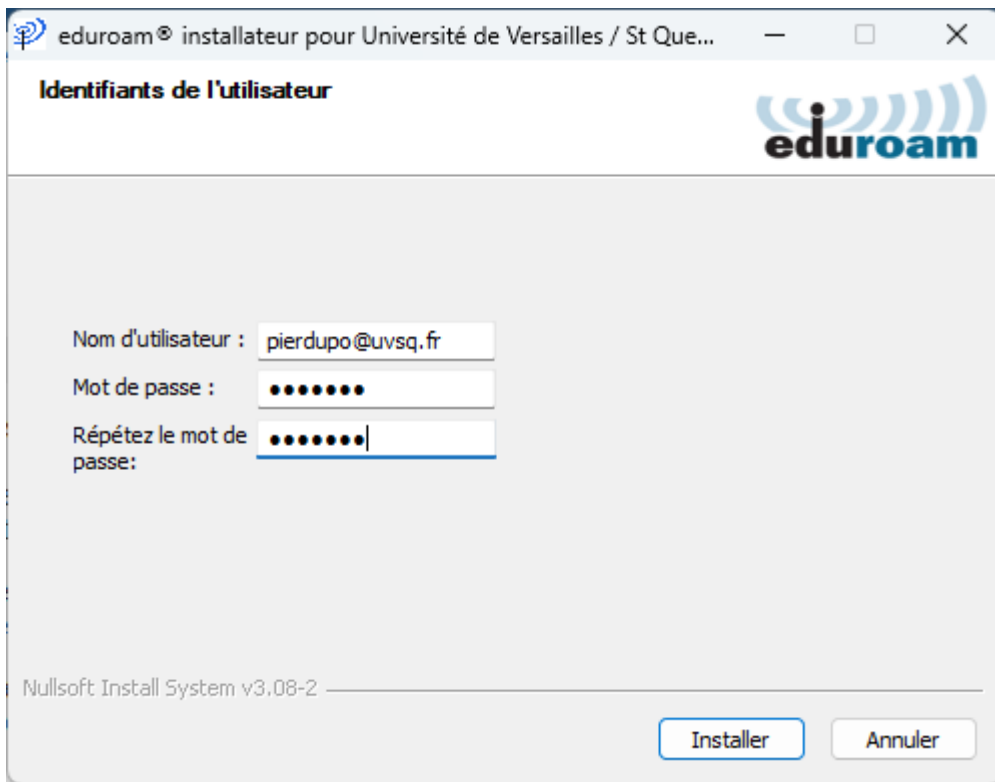 eduroam® installateur pour Université de Versailles / St Que...
Identifiants de l'utilisateur
eduroam
Nom d'utilisateur :
pierdupo@uvsq.fr
Mot de passe :
•••••••
Répétez le mot de
passe:
•••••••
Nullsoft Install System v3.08-2
Installer
Annuler